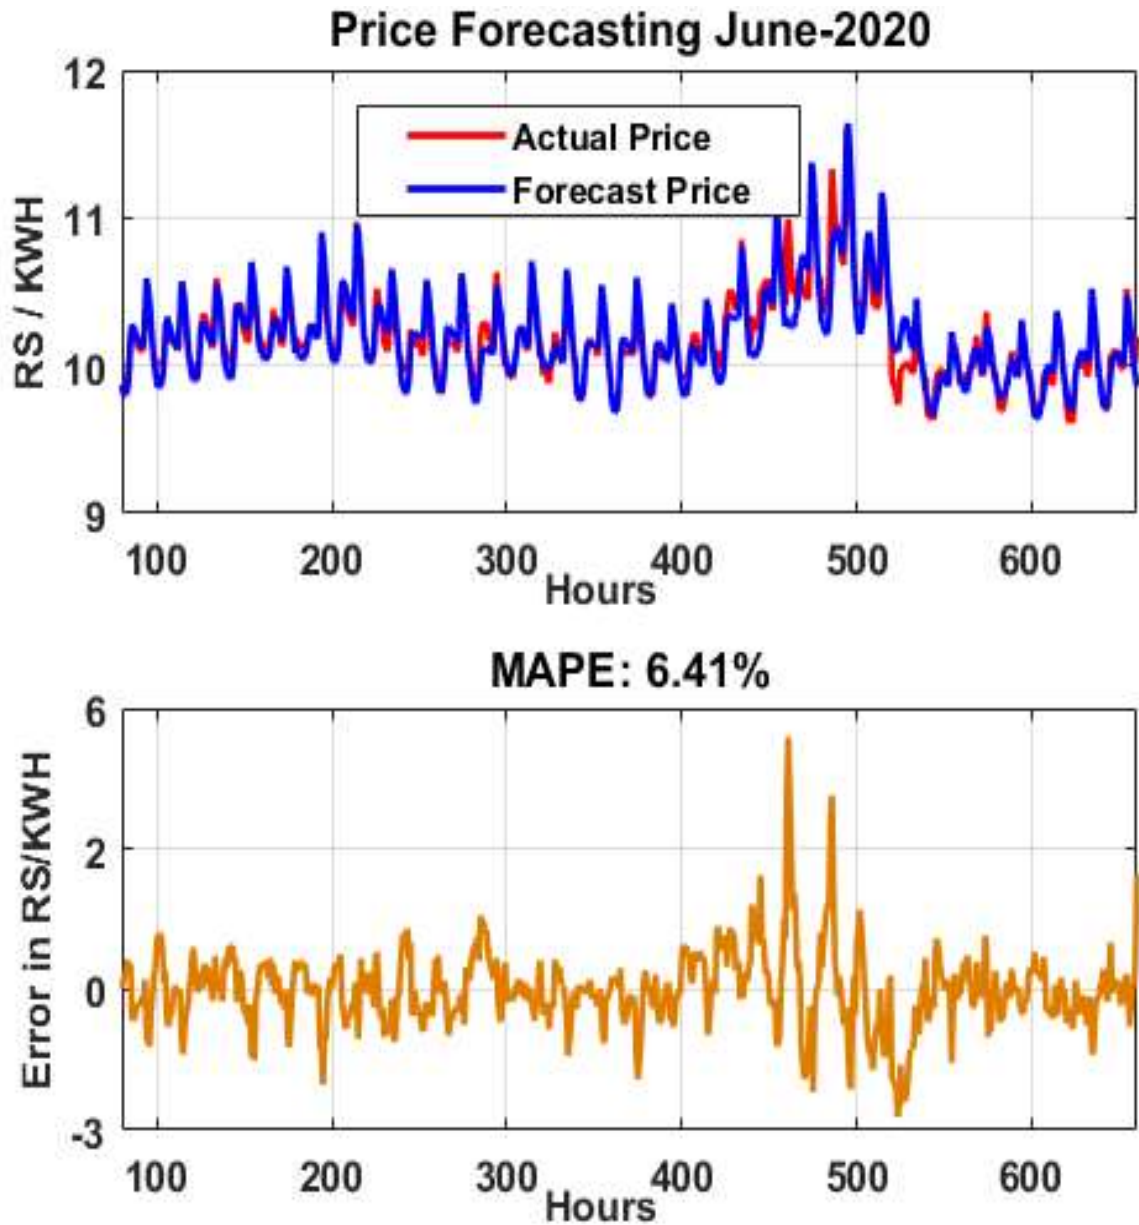 Price Forecasting June-2020
12
Actual Price
Forecast Price
11
10
9
RS / KWH
100 200 300 400 500 600
Hours
MAPE: 6.41%
6
2
0
-3
Error in RS/KWH
100 200 300 400 500 600
Hours